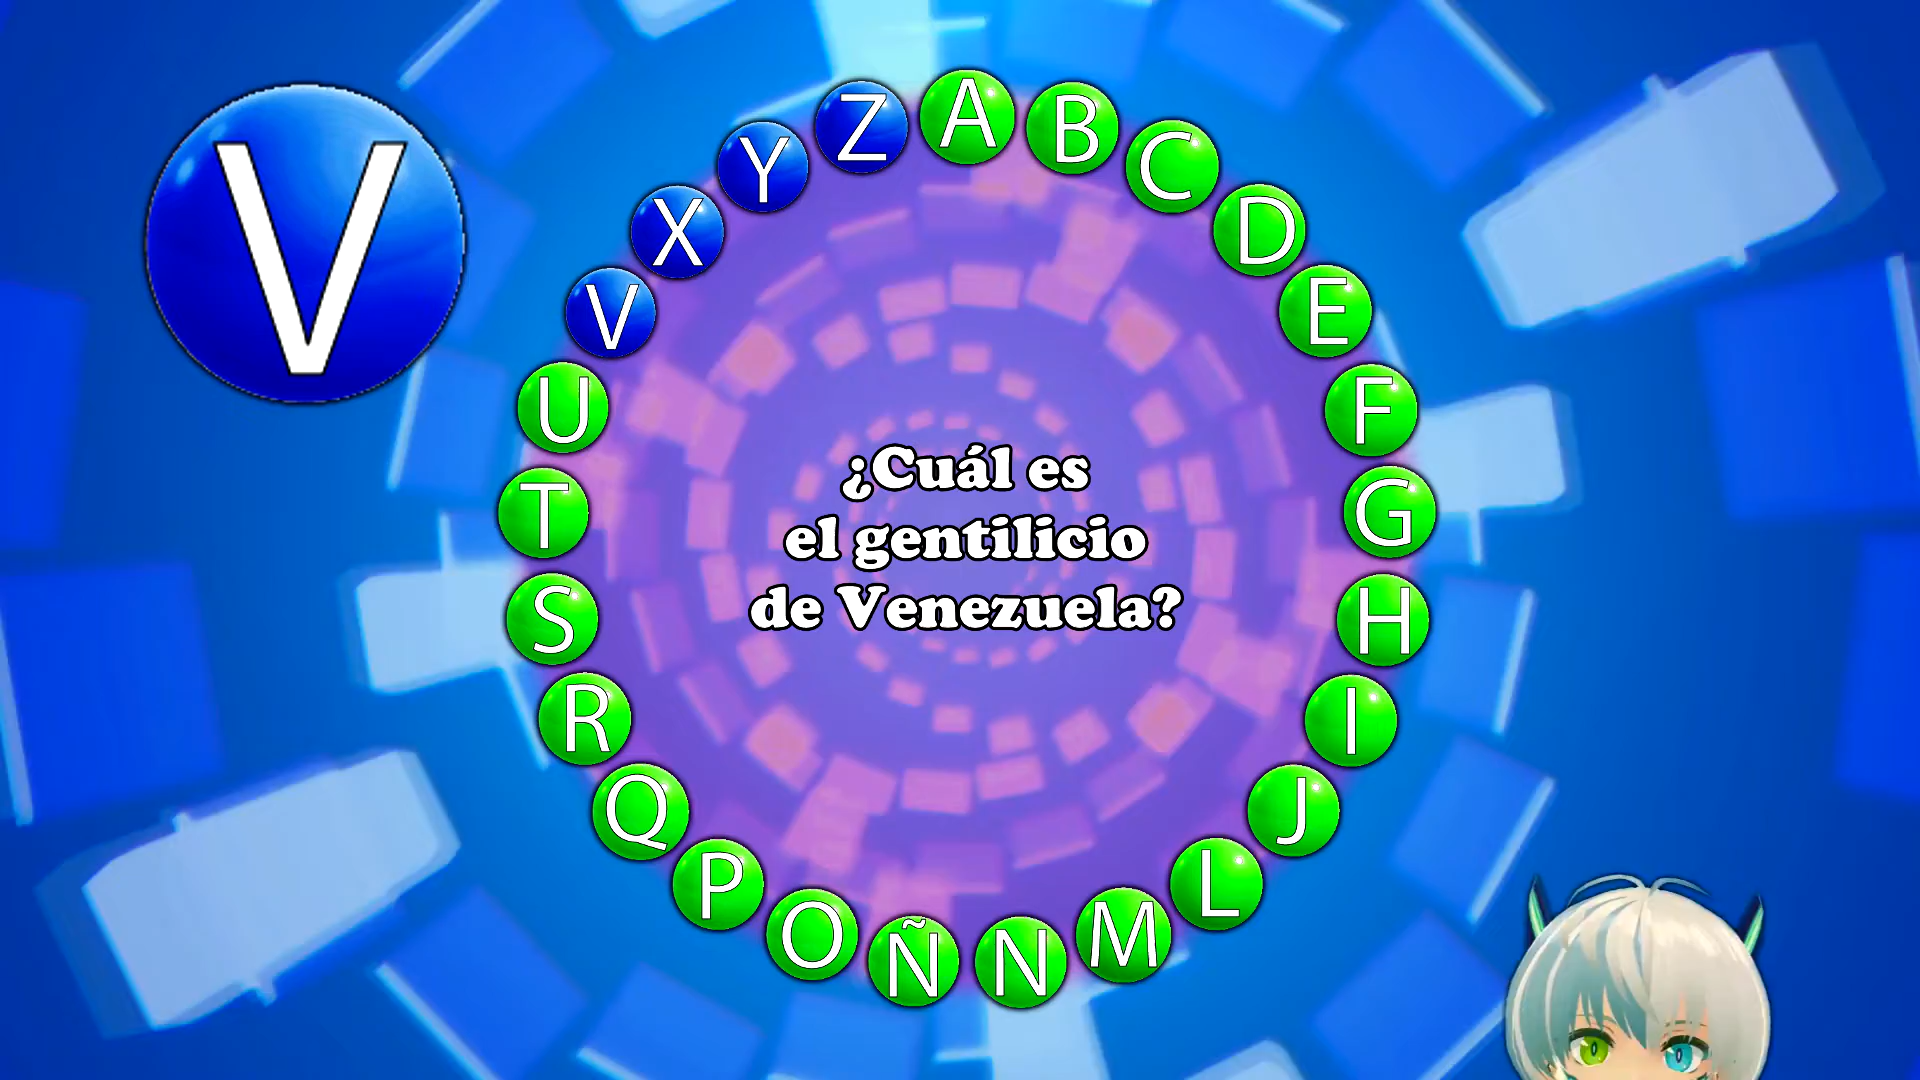 V
A
B
C
D
E
F
G
H
I
J
L
M
N
Ñ
O
P
Q
R
S
T
U
V
X
Y
Z
¿Cuál es
el gentilicio
de Venezuela?